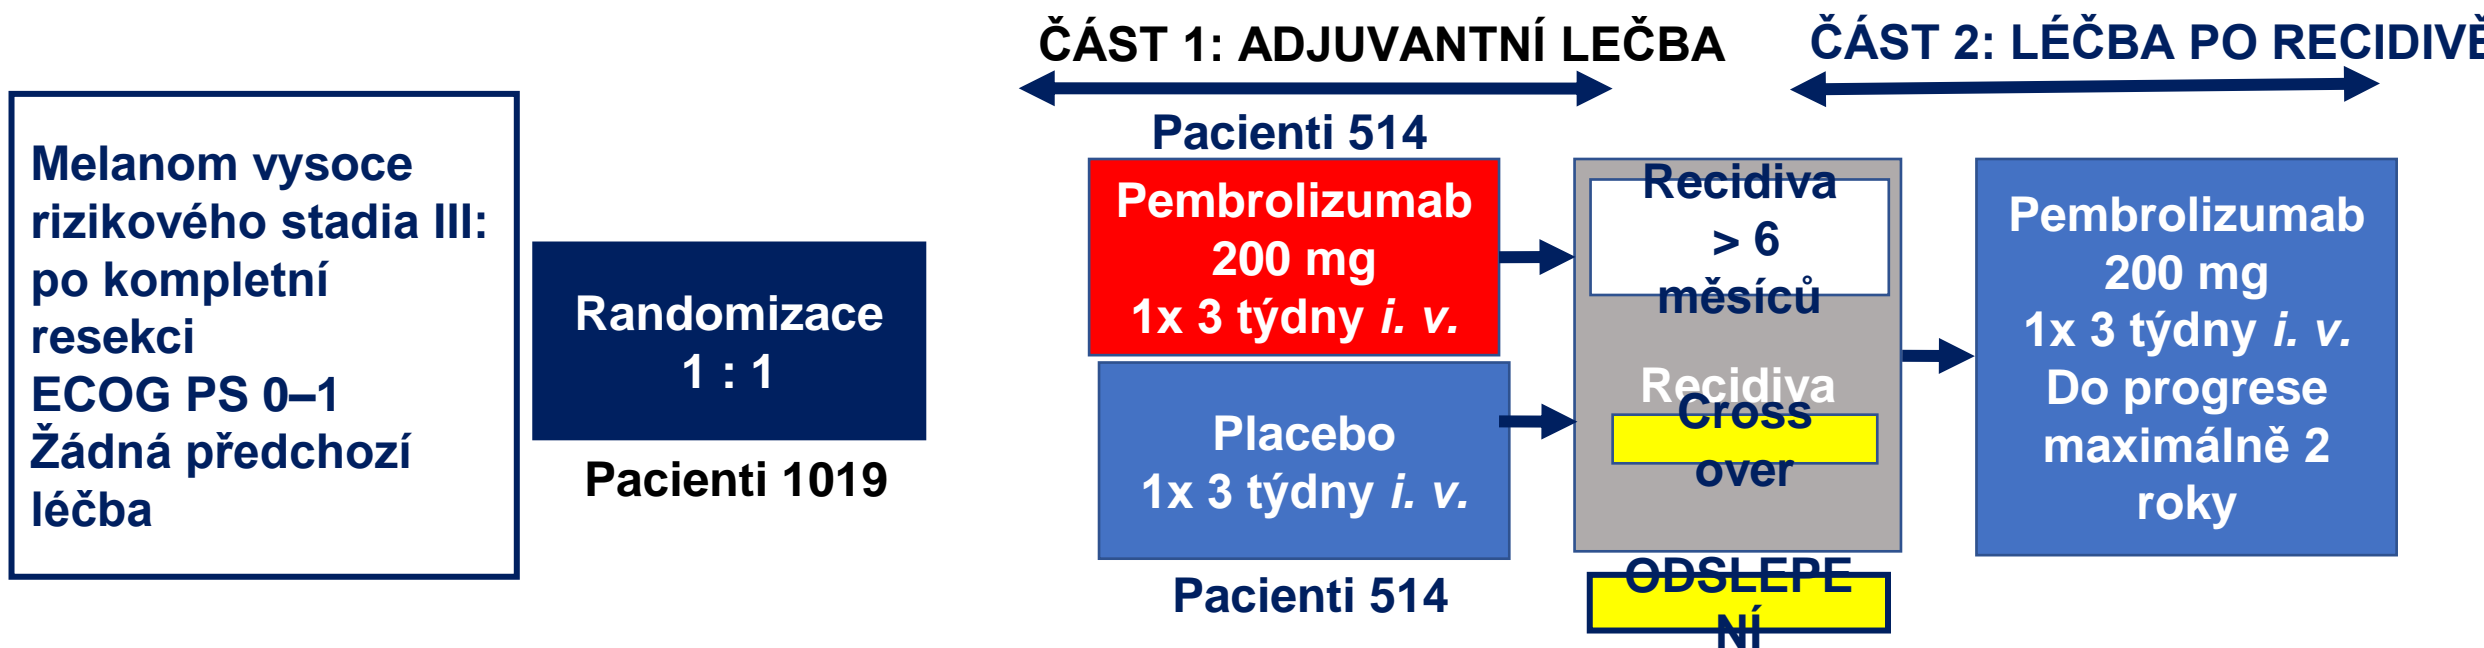 ČÁST 1: ADJUVANTNÍ LEČBA
ČÁST 2: LÉČBA PO RECIDIVĚ
Melanom vysoce
rizikového stadia III:
po kompletní
resekci
ECOG PS 0–1
Žádná předchozí
léčba
Randomizace
1 : 1
Pacienti 1019
Pacienti 514
Pembrolizumab
200 mg
1x 3 týdny i. v.
Placebo
1x 3 týdny i. v.
Pacienti 514
Recidiva
> 6
měsíců
Recidiva
Cross
over
ODSLEPE
NÍ
Pembrolizumab
200 mg
1x 3 týdny i. v.
Do progrese
maximálně 2
roky